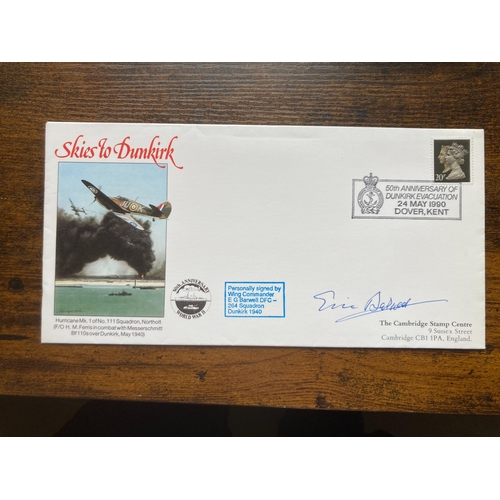 Skies to Dunkirk
20P
50th ANNIVERSARY OF
DUNKIRK EVACUATION
24 MAY 1990
DOVER, KENT
50th ANNIVERSARY
WORLD WAR II
Personally signed by
Wing Commander
E G Barwell DFC –
264 Squadron
Dunkirk 1940
Eric Barwell
Hurricane Mk. 1 of No. 111 Squadron, Northolt
(F/O H. M. Ferris in combat with Messerschmitt
Bf 110s over Dunkirk, May 1940)
The Cambridge Stamp Centre
9 Sussex Street
Cambridge CB1 1PA, England.